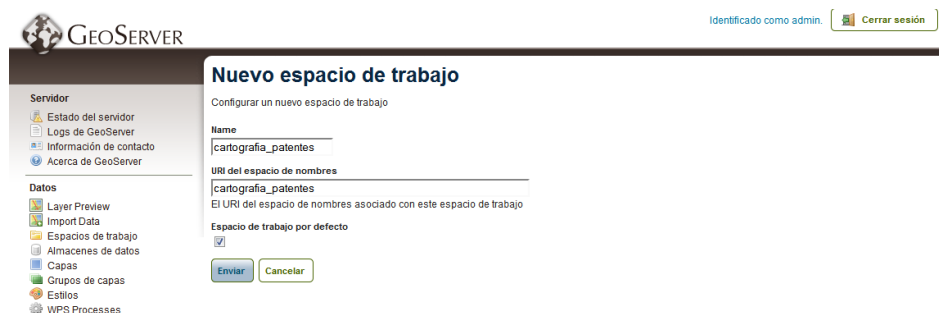 GEOSERVER
Identificado como admin.
Cerrar sesión
Servidor
Estado del servidor
Logs de GeoServer
Información de contacto
Acerca de GeoServer
Datos
Layer Preview
Import Data
Espacios de trabajo
Almacenes de datos
Capas
Grupos de capas
Estilos
WPS Processes
Nuevo espacio de trabajo
Configurar un nuevo espacio de trabajo
Name
cartografia_patentes
URI del espacio de nombres
cartografia_patentes
El URI del espacio de nombres asociado con este espacio de trabajo
Espacio de trabajo por defecto
Enviar
Cancelar